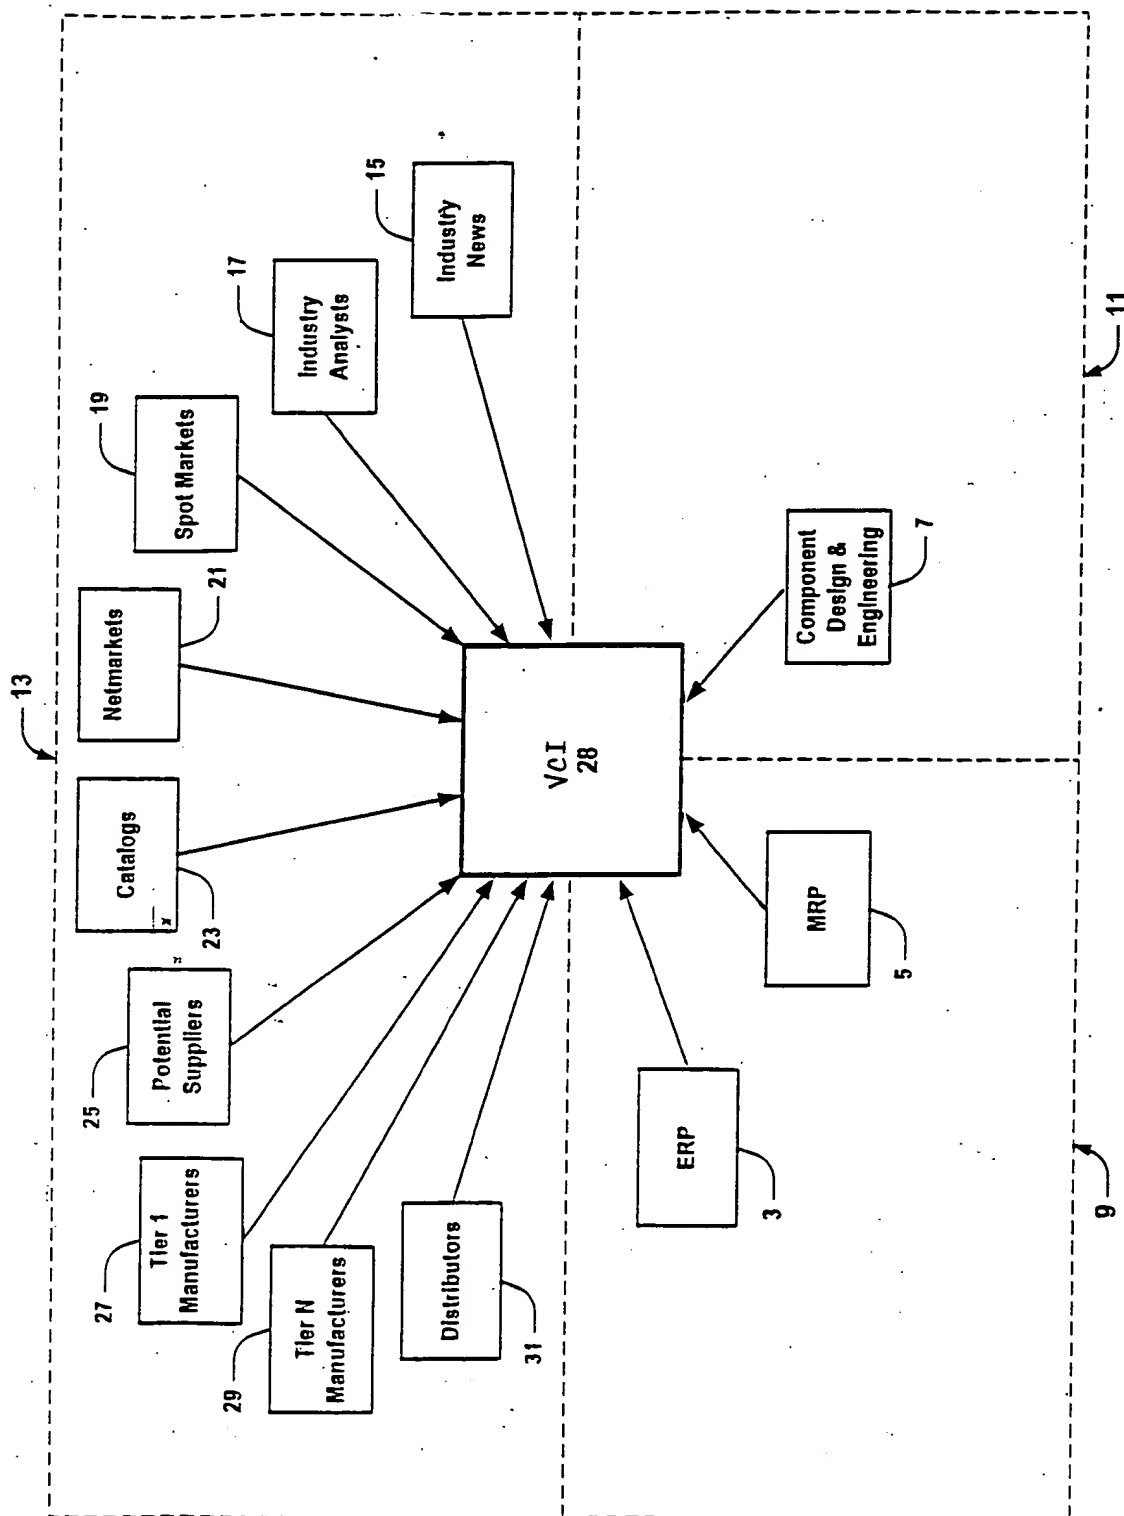 13
27
Tier 1
Manufacturers
25
Potential
Suppliers
Catalogs
23
Netmarkets
21
19
Spot Markets
17
Industry
Analysts
15
Industry
News
29
Tier N
Manufacturers
Distributors
31
VCI
28
ERP
3
MRP
5
Component
Design &
Engineering
7
9
11